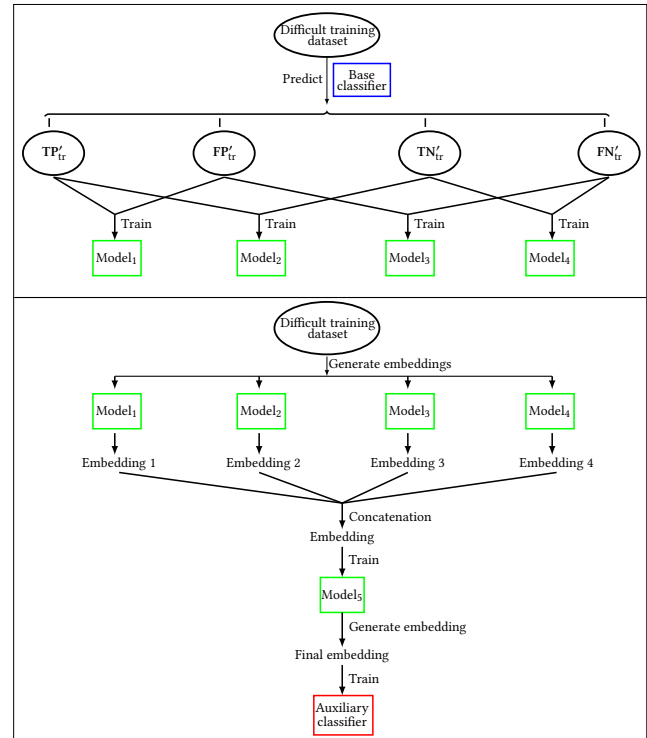 Difficult training
dataset
Predict
Base
classifier
TP′tr
FP′tr
TN′tr
FN′tr
Train
Train
Train
Train
Model₁
Model₂
Model₃
Model₄
Difficult training
dataset
Generate embeddings
Model₁
Model₂
Model₃
Model₄
Embedding 1
Embedding 2
Embedding 3
Embedding 4
Concatenation
Embedding
Train
Model₅
Generate embedding
Final embedding
Train
Auxiliary
classifier